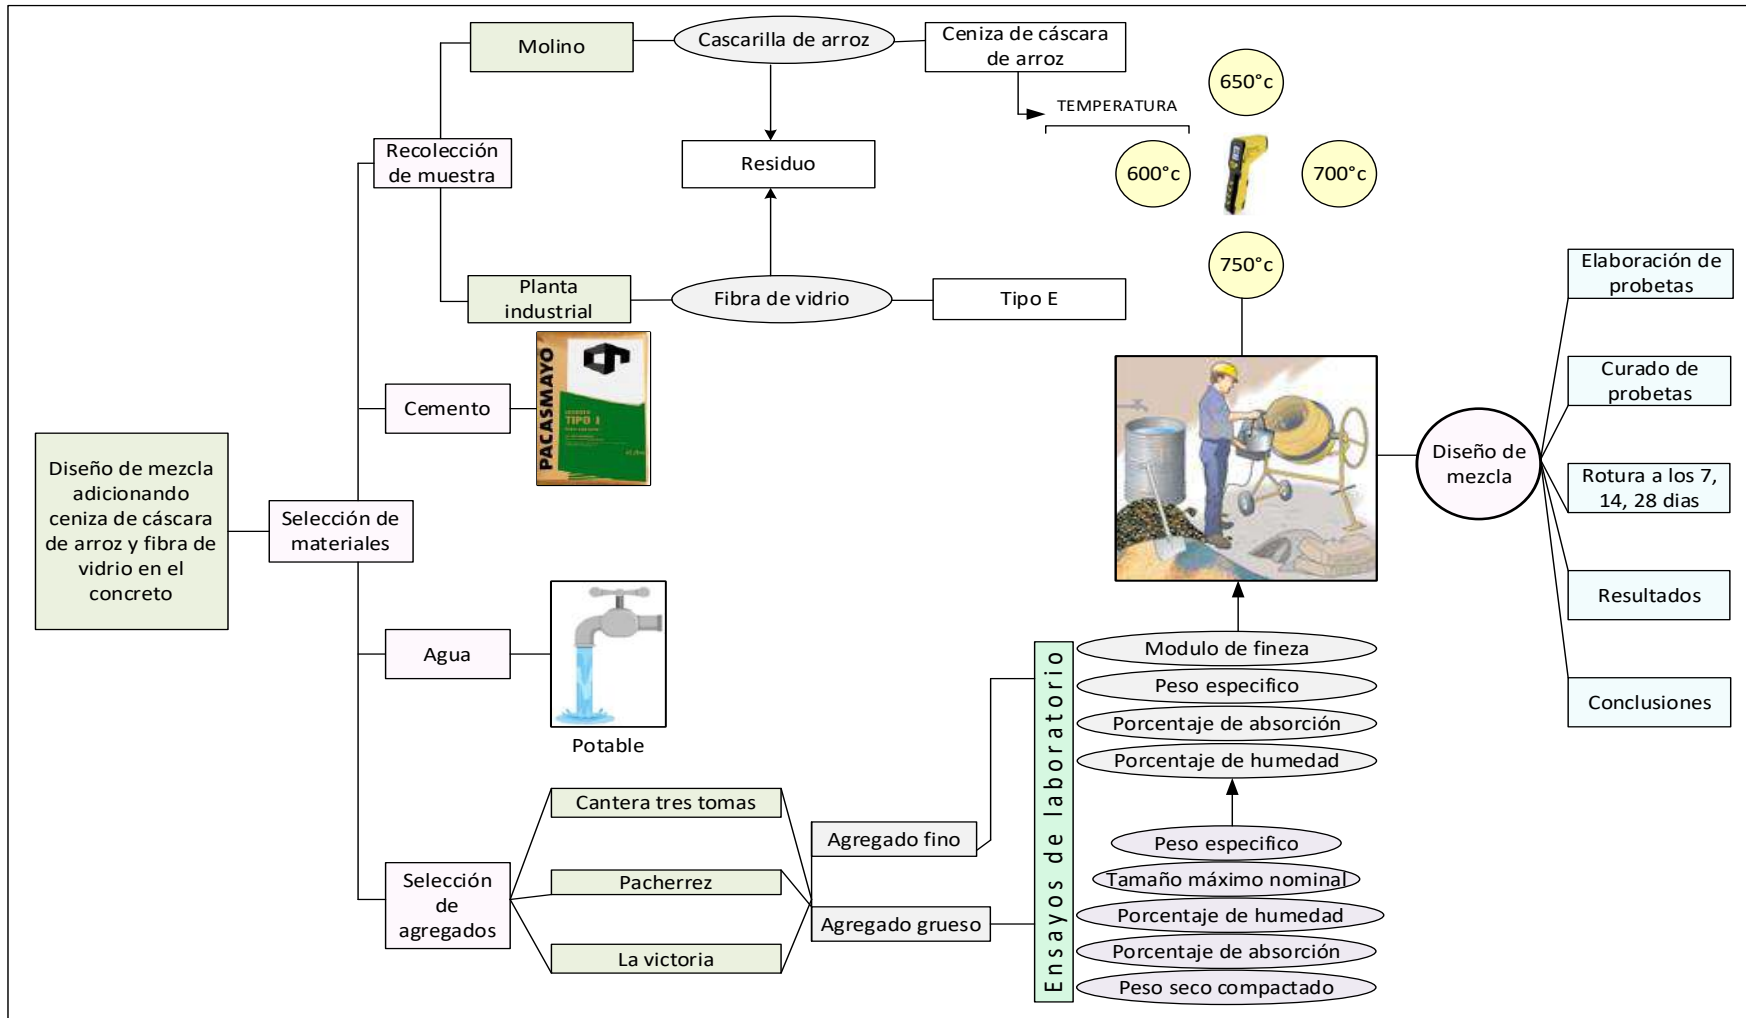 Diseño de mezcla
adicionando
ceniza de cáscara
de arroz y fibra de
vidrio en el
concreto
Selección de
materiales
Recolección
de muestra
Molino
Cascarilla de arroz
Ceniza de cáscara
de arroz
TEMPERATURA
650°c
600°c
700°c
750°c
Residuo
Planta
industrial
Fibra de vidrio
Tipo E
Cemento
PACASMAYO
TIPO I
Agua
Potable
Selección
de
agregados
Cantera tres tomas
Pacherrez
La victoria
Agregado fino
Agregado grueso
Ensayos de laboratorio
Modulo de fineza
Peso especifico
Porcentaje de absorción
Porcentaje de humedad
Peso especifico
Tamaño máximo nominal
Porcentaje de humedad
Porcentaje de absorción
Peso seco compactado
Diseño de
mezcla
Elaboración de
probetas
Curado de
probetas
Rotura a los 7,
14, 28 dias
Resultados
Conclusiones